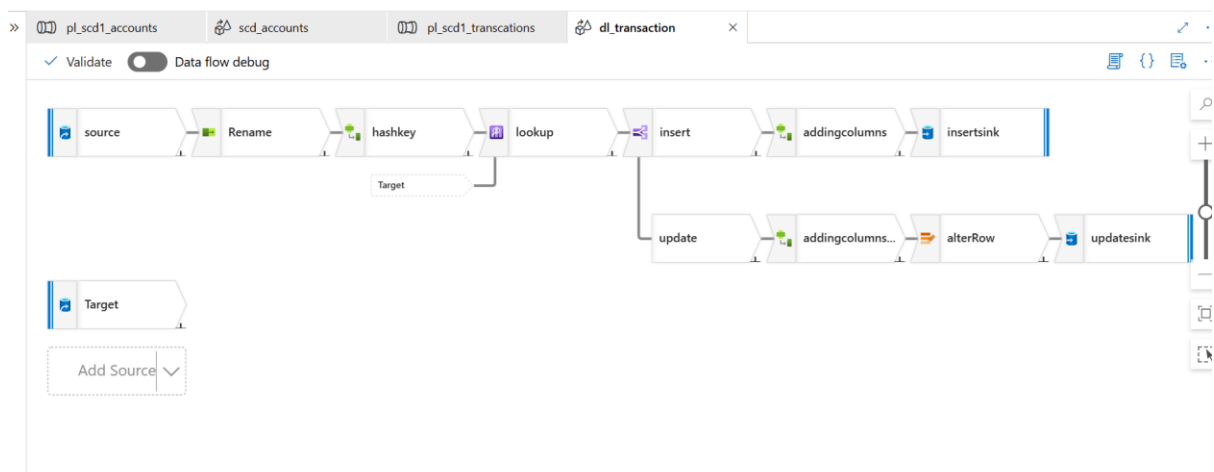 pl_scd1_accounts scd_accounts pl_scd1_transcations dl_transaction
Validate Data flow debug
source Rename hashkey lookup insert addingcolumns insertsink
Target
update addingcolumns... alterRow updatesink
Target
Add Source